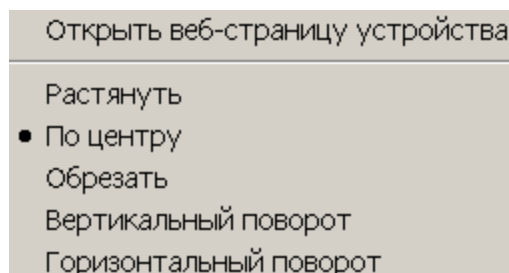 Открыть веб-страницу устройства
Растянуть
По центру
Обрезать
Вертикальный поворот
Горизонтальный поворот